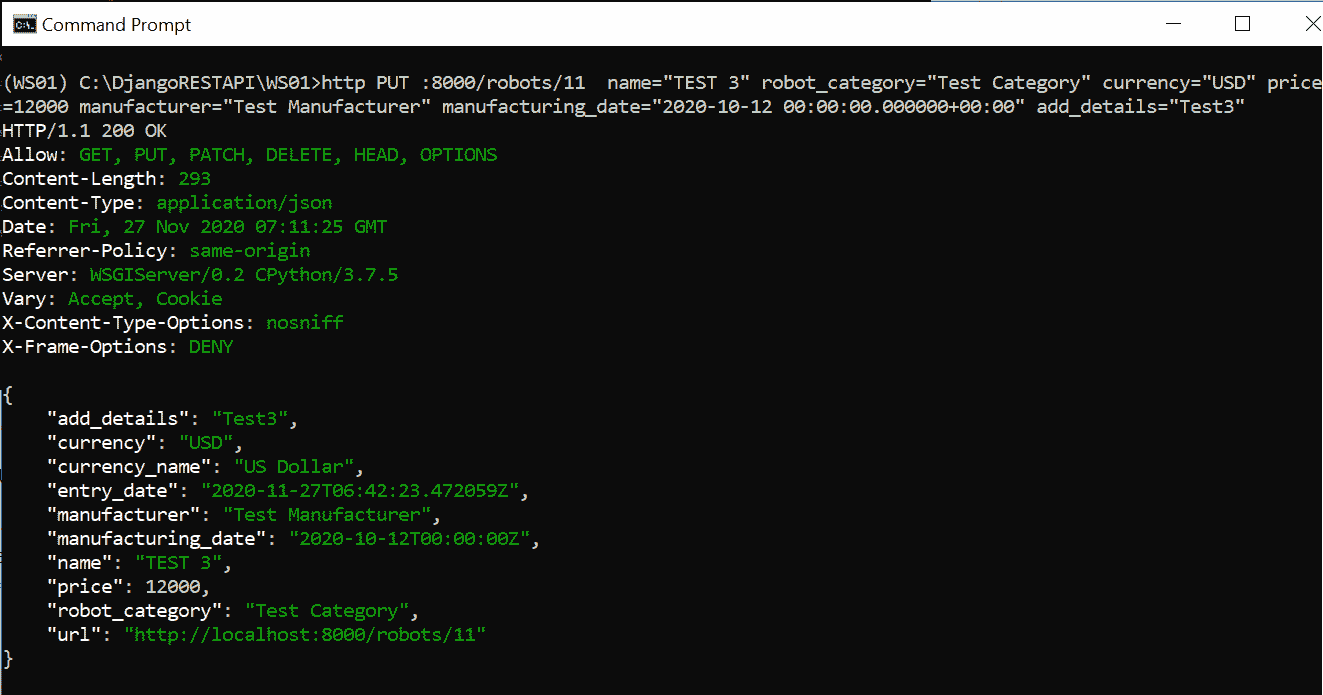 Command Prompt
(WS01) C:\DjangoRESTAPI\WS01>http PUT :8000/robots/11  name="TEST 3" robot_category="Test Category" currency="USD" price
=12000 manufacturer="Test Manufacturer" manufacturing_date="2020-10-12 00:00:00.000000+00:00" add_details="Test3"
HTTP/1.1 200 OK
Allow: GET, PUT, PATCH, DELETE, HEAD, OPTIONS
Content-Length: 293
Content-Type: application/json
Date: Fri, 27 Nov 2020 07:11:25 GMT
Referrer-Policy: same-origin
Server: WSGIServer/0.2 CPython/3.7.5
Vary: Accept, Cookie
X-Content-Type-Options: nosniff
X-Frame-Options: DENY
{
    "add_details": "Test3",
    "currency": "USD",
    "currency_name": "US Dollar",
    "entry_date": "2020-11-27T06:42:23.472059Z",
    "manufacturer": "Test Manufacturer",
    "manufacturing_date": "2020-10-12T00:00:00Z",
    "name": "TEST 3",
    "price": 12000,
    "robot_category": "Test Category",
    "url": "http://localhost:8000/robots/11"
}